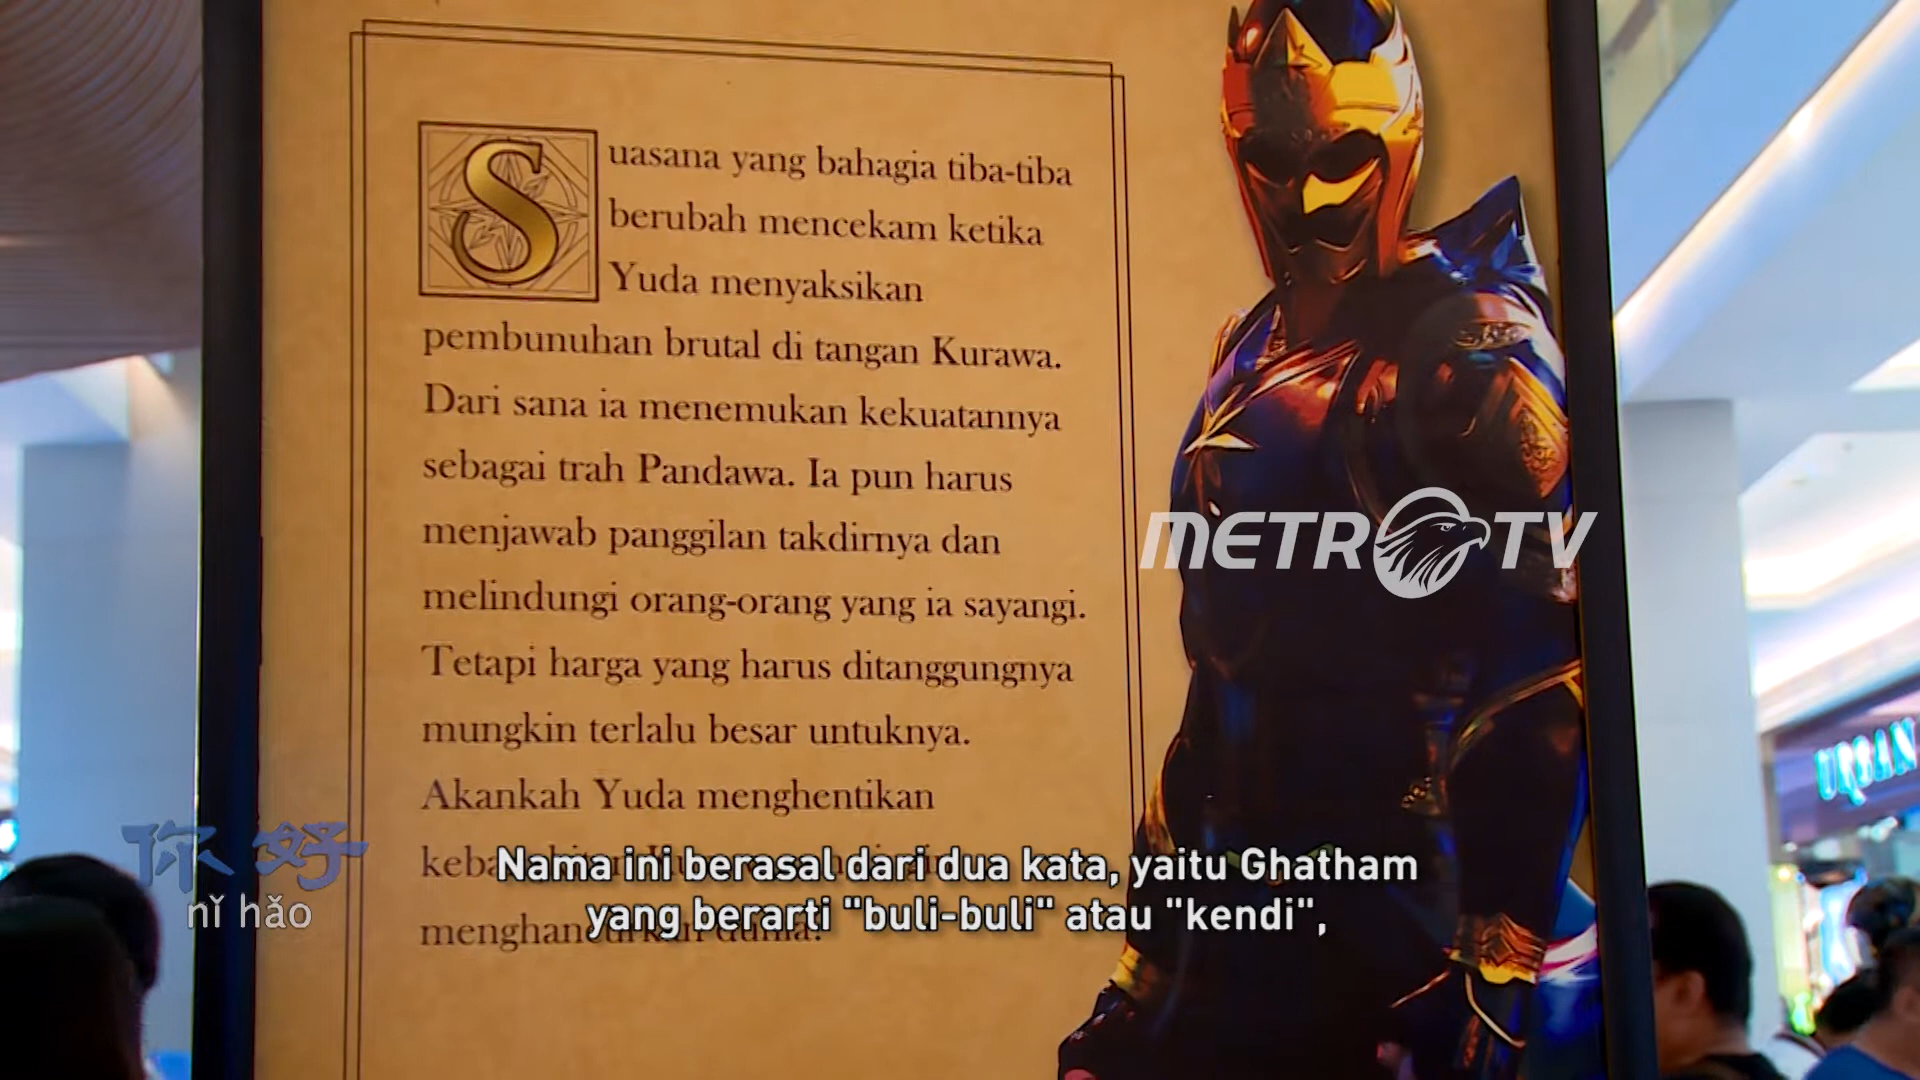 Suasana yang bahagia tiba-tiba
berubah mencekam ketika
Yuda menyaksikan
pembunuhan brutal di tangan Kurawa.
Dari sana ia menemukan kekuatannya
sebagai trah Pandawa. Ia pun harus
menjawab panggilan takdirnya dan
melindungi orang-orang yang ia sayangi.
Tetapi harga yang harus ditanggungnya
mungkin terlalu besar untuknya.
Akankah Yuda menghentikan
METRO TV
URBAN
你好
nǐ hǎo
Nama ini berasal dari dua kata, yaitu Ghatham
yang berarti "buli-buli" atau "kendi",